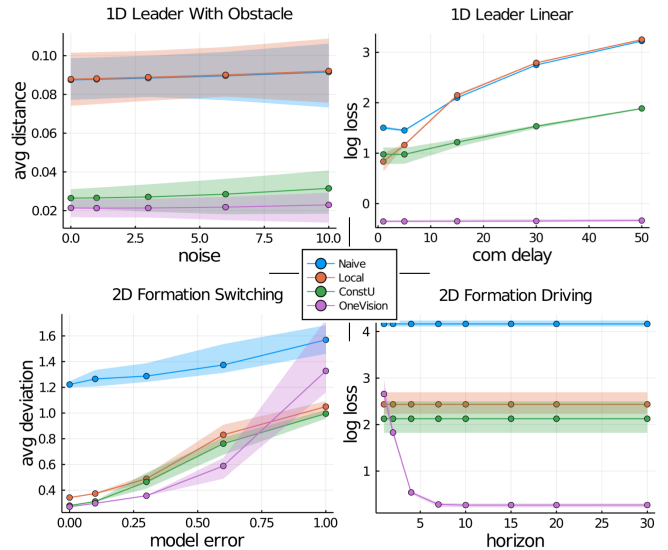 1D Leader With Obstacle
avg distance
0.10
0.08
0.06
0.04
0.02
0.0
2.5
5.0
7.5
10.0
noise
1D Leader Linear
log loss
3
2
1
0
0
10
20
30
40
50
com delay
Naive
Local
ConstU
OneVision
2D Formation Switching
avg deviation
1.6
1.4
1.2
1.0
0.8
0.6
0.4
0.00
0.25
0.50
0.75
1.00
model error
2D Formation Driving
log loss
4
3
2
1
5
10
15
20
25
30
horizon